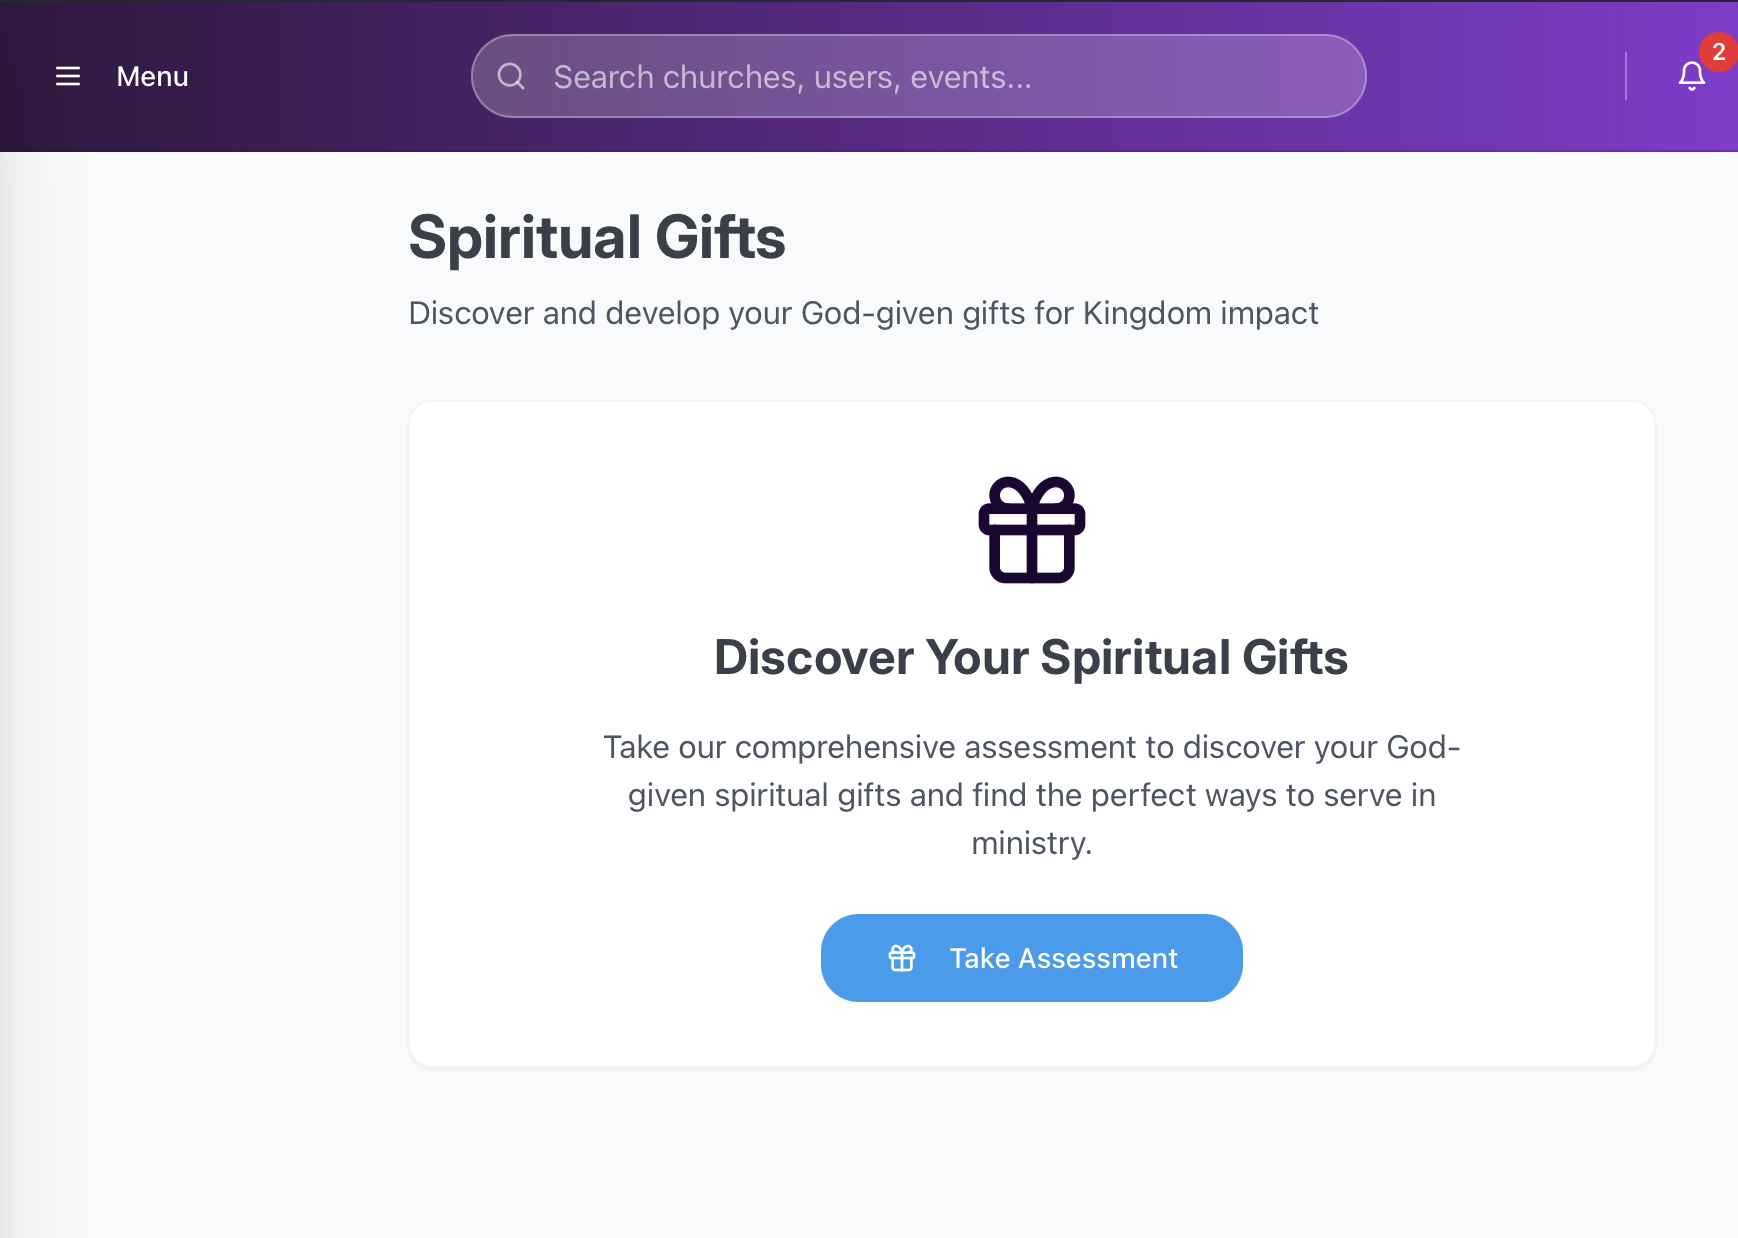 Menu
Search churches, users, events...
2
Spiritual Gifts
Discover and develop your God-given gifts for Kingdom impact
Discover Your Spiritual Gifts
Take our comprehensive assessment to discover your God-
given spiritual gifts and find the perfect ways to serve in
ministry.
Take Assessment